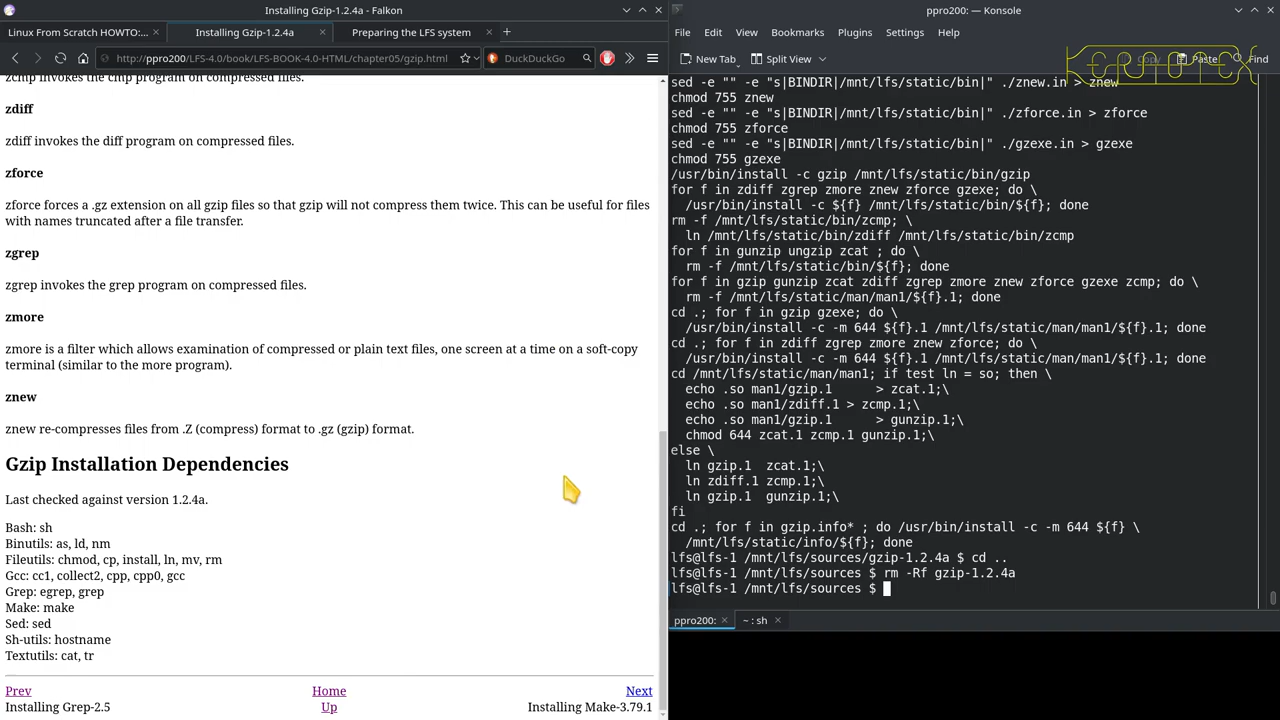 Installing Gzip-1.2.4a - Falkon
Linux From Scratch HOWTO:...
Installing Gzip-1.2.4a
Preparing the LFS system
http://ppro200/LFS-4.0/book/LFS-BOOK-4.0-HTML/chapter05/gzip.html
DuckDuckGo
zcmp invokes the cmp program on compressed files.
zdiff
zdiff invokes the diff program on compressed files.
zforce
zforce forces a .gz extension on all gzip files so that gzip will not compress them twice. This can be useful for files
with names truncated after a file transfer.
zgrep
zgrep invokes the grep program on compressed files.
zmore
zmore is a filter which allows examination of compressed or plain text files, one screen at a time on a soft-copy
terminal (similar to the more program).
znew
znew re-compresses files from .Z (compress) format to .gz (gzip) format.
Gzip Installation Dependencies
Last checked against version 1.2.4a.
Bash: sh
Binutils: as, ld, nm
Fileutils: chmod, cp, install, ln, mv, rm
Gcc: cc1, collect2, cpp, cpp0, gcc
Grep: egrep, grep
Make: make
Sed: sed
Sh-utils: hostname
Textutils: cat, tr
Prev Home Next
Installing Grep-2.5 Up Installing Make-3.79.1
ppro200: — Konsole
File Edit View Bookmarks Plugins Settings Help
New Tab Split View Copy Paste Find
sed -e "" -e "s|BINDIR|/mnt/lfs/static/bin|" ./znew.in > znew
chmod 755 znew
sed -e "" -e "s|BINDIR|/mnt/lfs/static/bin|" ./zforce.in > zforce
chmod 755 zforce
sed -e "" -e "s|BINDIR|/mnt/lfs/static/bin|" ./gzexe.in > gzexe
chmod 755 gzexe
/usr/bin/install -c gzip /mnt/lfs/static/bin/gzip
for f in zdiff zgrep zmore znew zforce gzexe; do \
  /usr/bin/install -c ${f} /mnt/lfs/static/bin/${f}; done
rm -f /mnt/lfs/static/bin/zcmp; \
  ln /mnt/lfs/static/bin/zdiff /mnt/lfs/static/bin/zcmp
for f in gunzip ungzip zcat ; do \
  rm -f /mnt/lfs/static/bin/${f}; done
for f in gzip gunzip zcat zdiff zgrep zmore znew zforce gzexe zcmp; do \
  rm -f /mnt/lfs/static/man/man1/${f}.1; done
cd .; for f in gzip gzexe; do \
  /usr/bin/install -c -m 644 ${f}.1 /mnt/lfs/static/man/man1/${f}.1; done
cd .; for f in zdiff zgrep zmore znew zforce; do \
  /usr/bin/install -c -m 644 ${f}.1 /mnt/lfs/static/man/man1/${f}.1; done
cd /mnt/lfs/static/man/man1; if test ln = so; then \
  echo .so man1/gzip.1      > zcat.1;\
  echo .so man1/zdiff.1 > zcmp.1;\
  echo .so man1/gzip.1      > gunzip.1;\
  chmod 644 zcat.1 zcmp.1 gunzip.1;\
else \
  ln gzip.1  zcat.1;\
  ln zdiff.1 zcmp.1;\
  ln gzip.1  gunzip.1;\
fi
cd .; for f in gzip.info* ; do /usr/bin/install -c -m 644 ${f} \
  /mnt/lfs/static/info/${f}; done
lfs@lfs-1 /mnt/lfs/sources/gzip-1.2.4a $ cd ..
lfs@lfs-1 /mnt/lfs/sources $ rm -Rf gzip-1.2.4a
lfs@lfs-1 /mnt/lfs/sources $
ppro200:
~ : sh